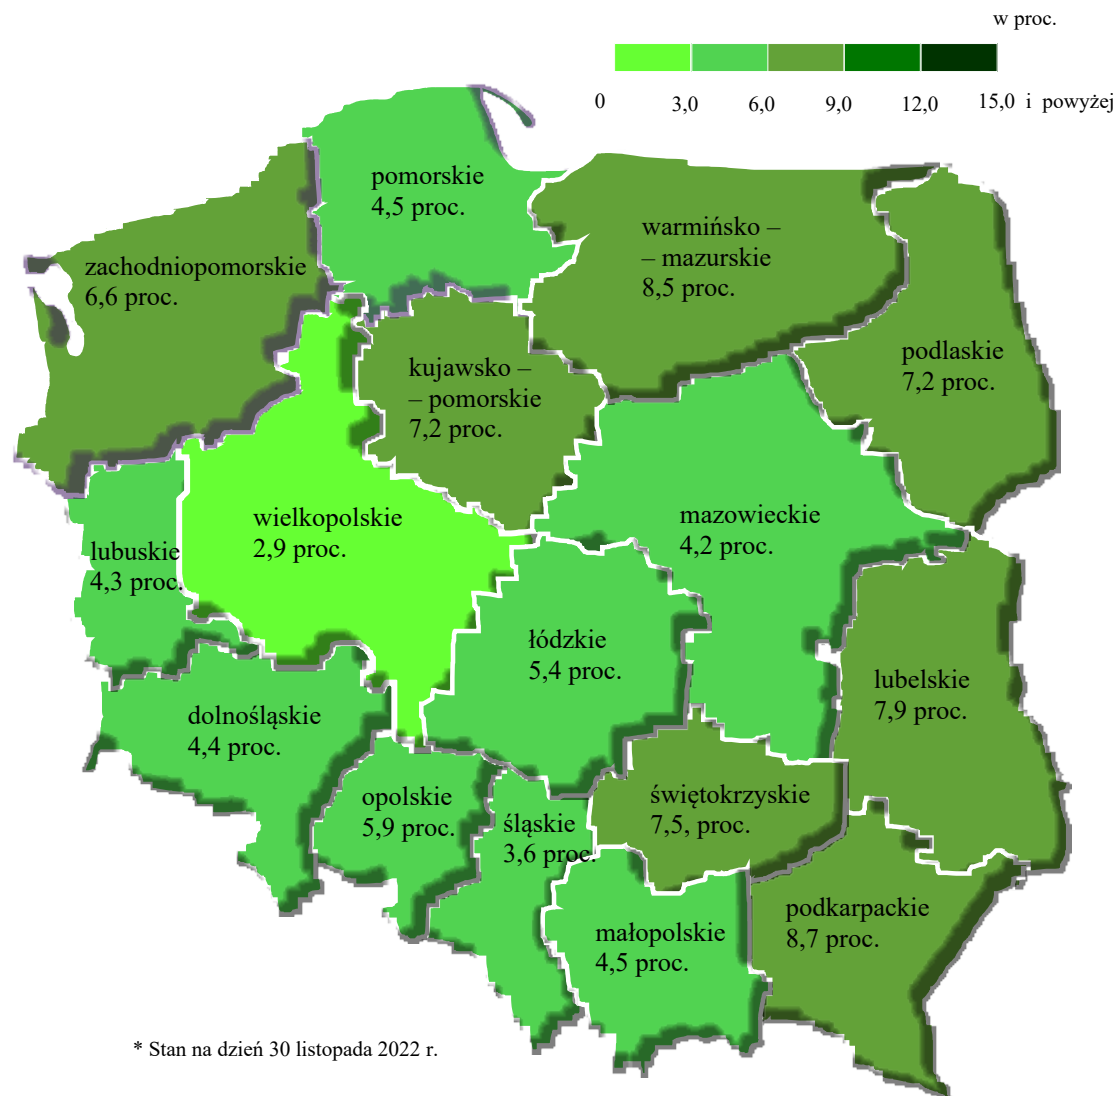 w proc.
0 3,0 6,0 9,0 12,0 15,0 i powyżej
pomorskie
4,5 proc.
warmińsko –
– mazurskie
8,5 proc.
zachodniopomorskie
6,6 proc.
podlaskie
7,2 proc.
kujawsko –
– pomorskie
7,2 proc.
wielkopolskie
2,9 proc.
mazowieckie
4,2 proc.
lubuskie
4,3 proc.
łódzkie
5,4 proc.
lubelskie
7,9 proc.
dolnośląskie
4,4 proc.
opolskie
5,9 proc.
śląskie
3,6 proc.
świętokrzyskie
7,5, proc.
podkarpackie
8,7 proc.
małopolskie
4,5 proc.
* Stan na dzień 30 listopada 2022 r.